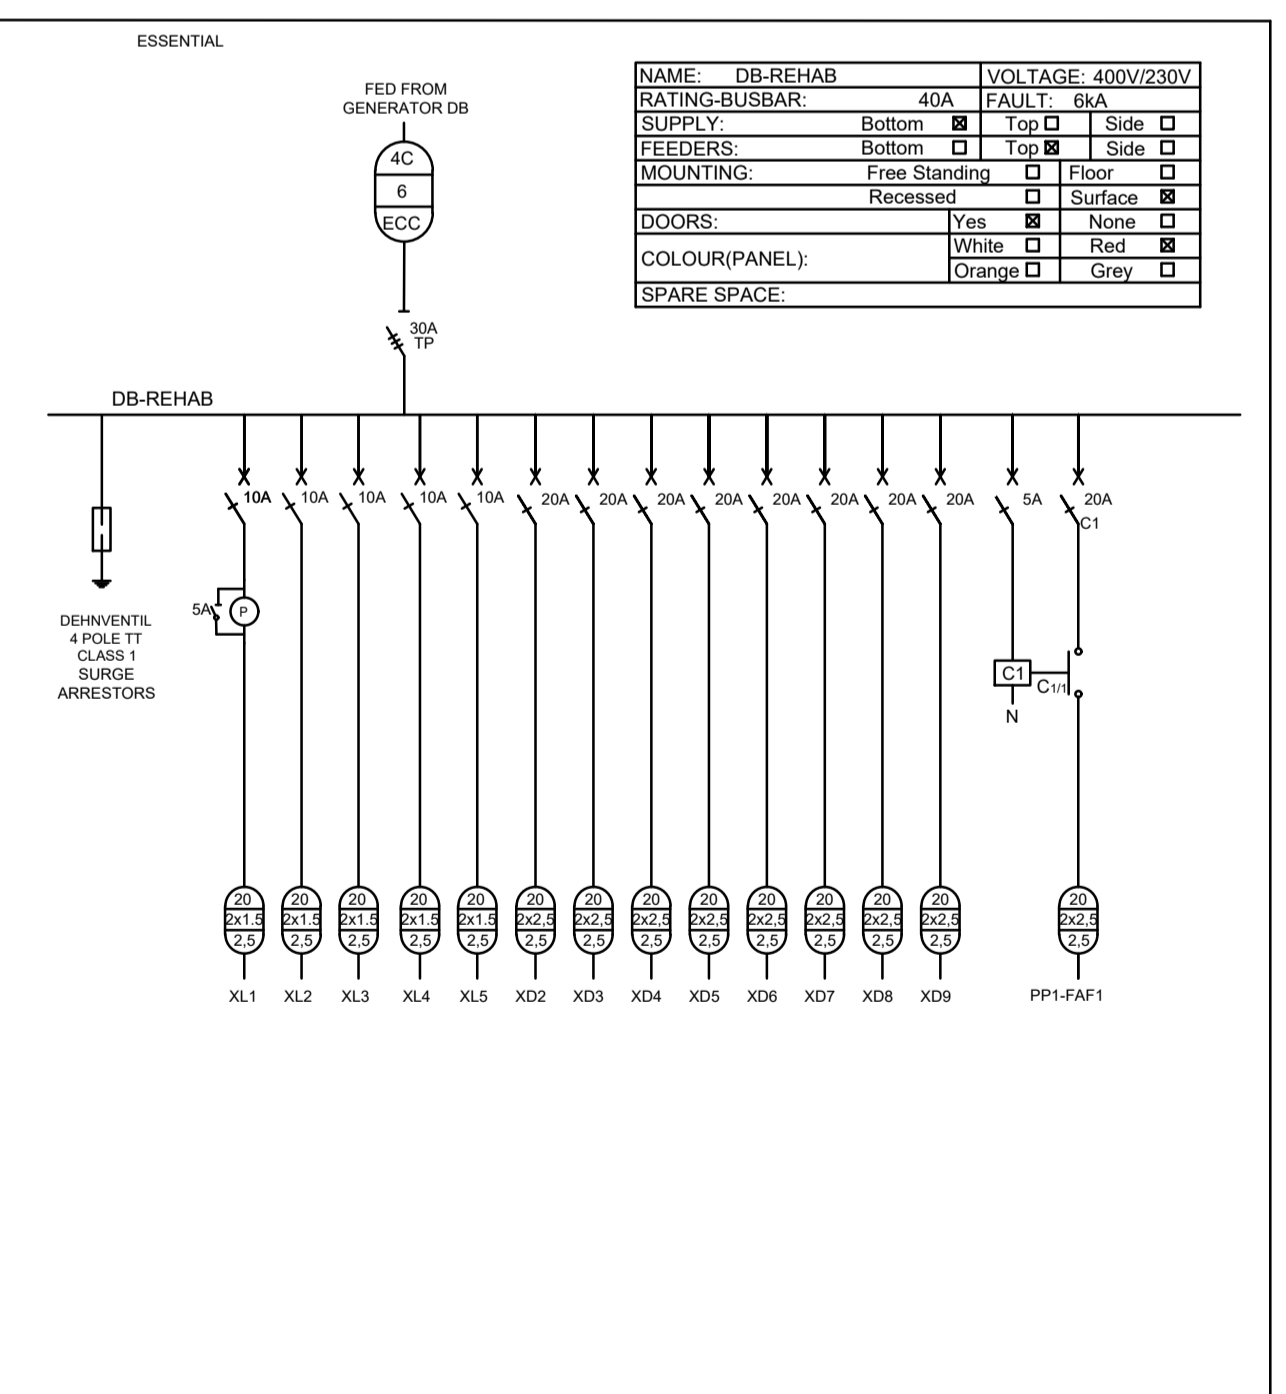 ESSENTIAL
FED FROM
GENERATOR DB
4C
6
ECC
30A
TP
NAME: DB-REHAB VOLTAGE: 400V/230V
RATING-BUSBAR: 40A FAULT: 6kA
SUPPLY: Bottom Top Side
FEEDERS: Bottom Top Side
MOUNTING: Free Standing Floor
Recessed Surface
DOORS: Yes None
COLOUR(PANEL): White Red
Orange Grey
SPARE SPACE:
DB-REHAB
10A 10A 10A 10A 10A 20A 20A 20A 20A 20A 20A 20A 20A 5A 20A
C1
5A P
DEHNVENTIL
4 POLE TT
CLASS 1
SURGE
ARRESTORS
C1 C1/1
N
20 20 20 20 20 20 20 20 20 20 20 20 20 20
2x1.5 2x1.5 2x1.5 2x1.5 2x1.5 2x2,5 2x2,5 2x2,5 2x2,5 2x2,5 2x2,5 2x2,5 2x2,5 2x2,5
2,5 2,5 2,5 2,5 2,5 2,5 2,5 2,5 2,5 2,5 2,5 2,5 2,5 2,5
XL1 XL2 XL3 XL4 XL5 XD2 XD3 XD4 XD5 XD6 XD7 XD8 XD9 PP1-FAF1